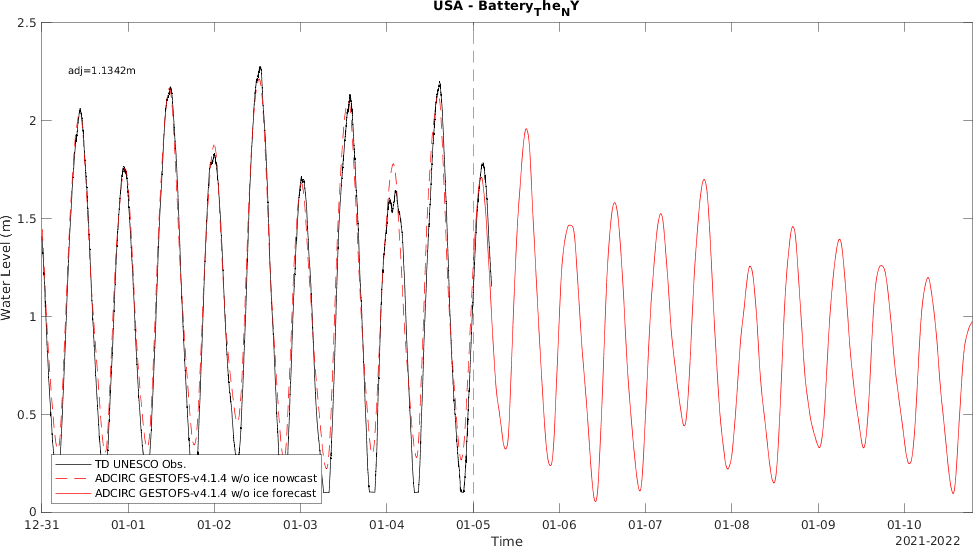 USA - BatteryTheNY
adj=1.1342m
2.5
2
1.5
1
0.5
0
Water Level (m)
TD UNESCO Obs.
ADCIRC GESTOFS-v4.1.4 w/o ice nowcast
ADCIRC GESTOFS-v4.1.4 w/o ice forecast
12-31 01-01 01-02 01-03 01-04 01-05 01-06 01-07 01-08 01-09 01-10
Time
2021-2022